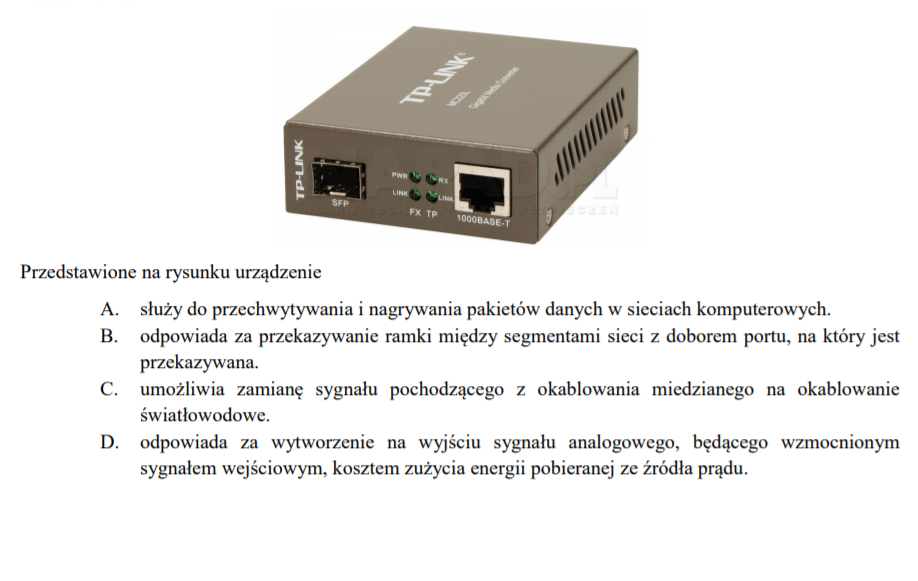 TP-LINK®
MC220L
Gigabit Media Converter
TP-LINK
SFP
PWR RX
LINK LINK
FX TP
1000BASE-T
Przedstawione na rysunku urządzenie
A. służy do przechwytywania i nagrywania pakietów danych w sieciach komputerowych.
B. odpowiada za przekazywanie ramki między segmentami sieci z doborem portu, na który jest
przekazywana.
C. umożliwia zamianę sygnału pochodzącego z okablowania miedzianego na okablowanie
światłowodowe.
D. odpowiada za wytworzenie na wyjściu sygnału analogowego, będącego wzmocnionym
sygnałem wejściowym, kosztem zużycia energii pobieranej ze źródła prądu.